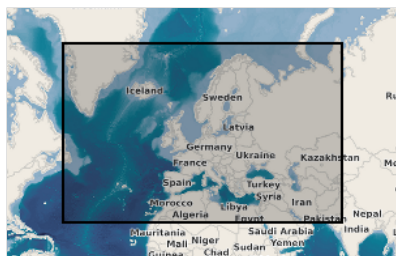 Iceland
Sweden
Latvia
Germany
Ukraine
France
Kazakhstan
Spain
Turkey
Syria
Morocco
Iran
Libya
Algeria
Egypt
Pakistan
Nepal
Mauritania
Saudi Arabia
India
Mali
Niger
Yemen
Sudan
Chad
Guinea